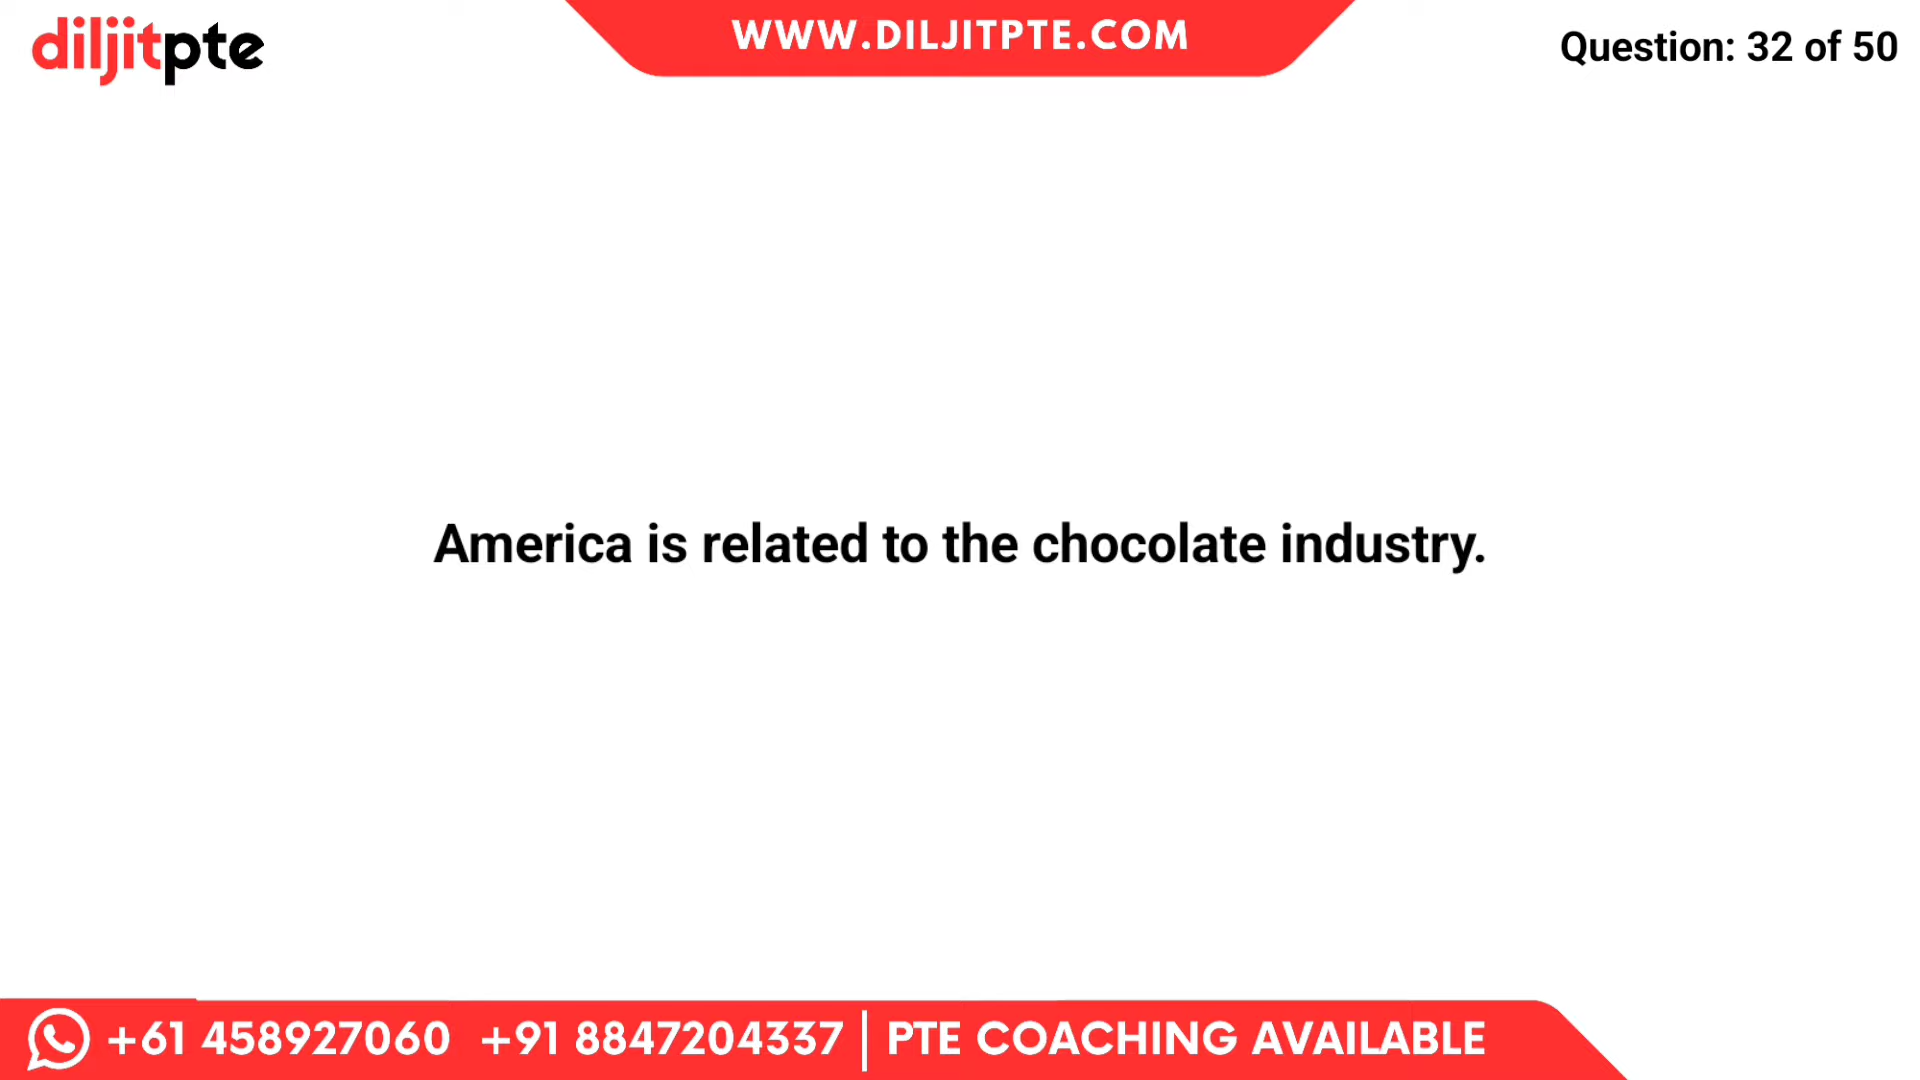 diljitpte
WWW.DILJITPTE.COM
Question: 32 of 50
America is related to the chocolate industry.
+61 458927060 +91 8847204337 | PTE COACHING AVAILABLE